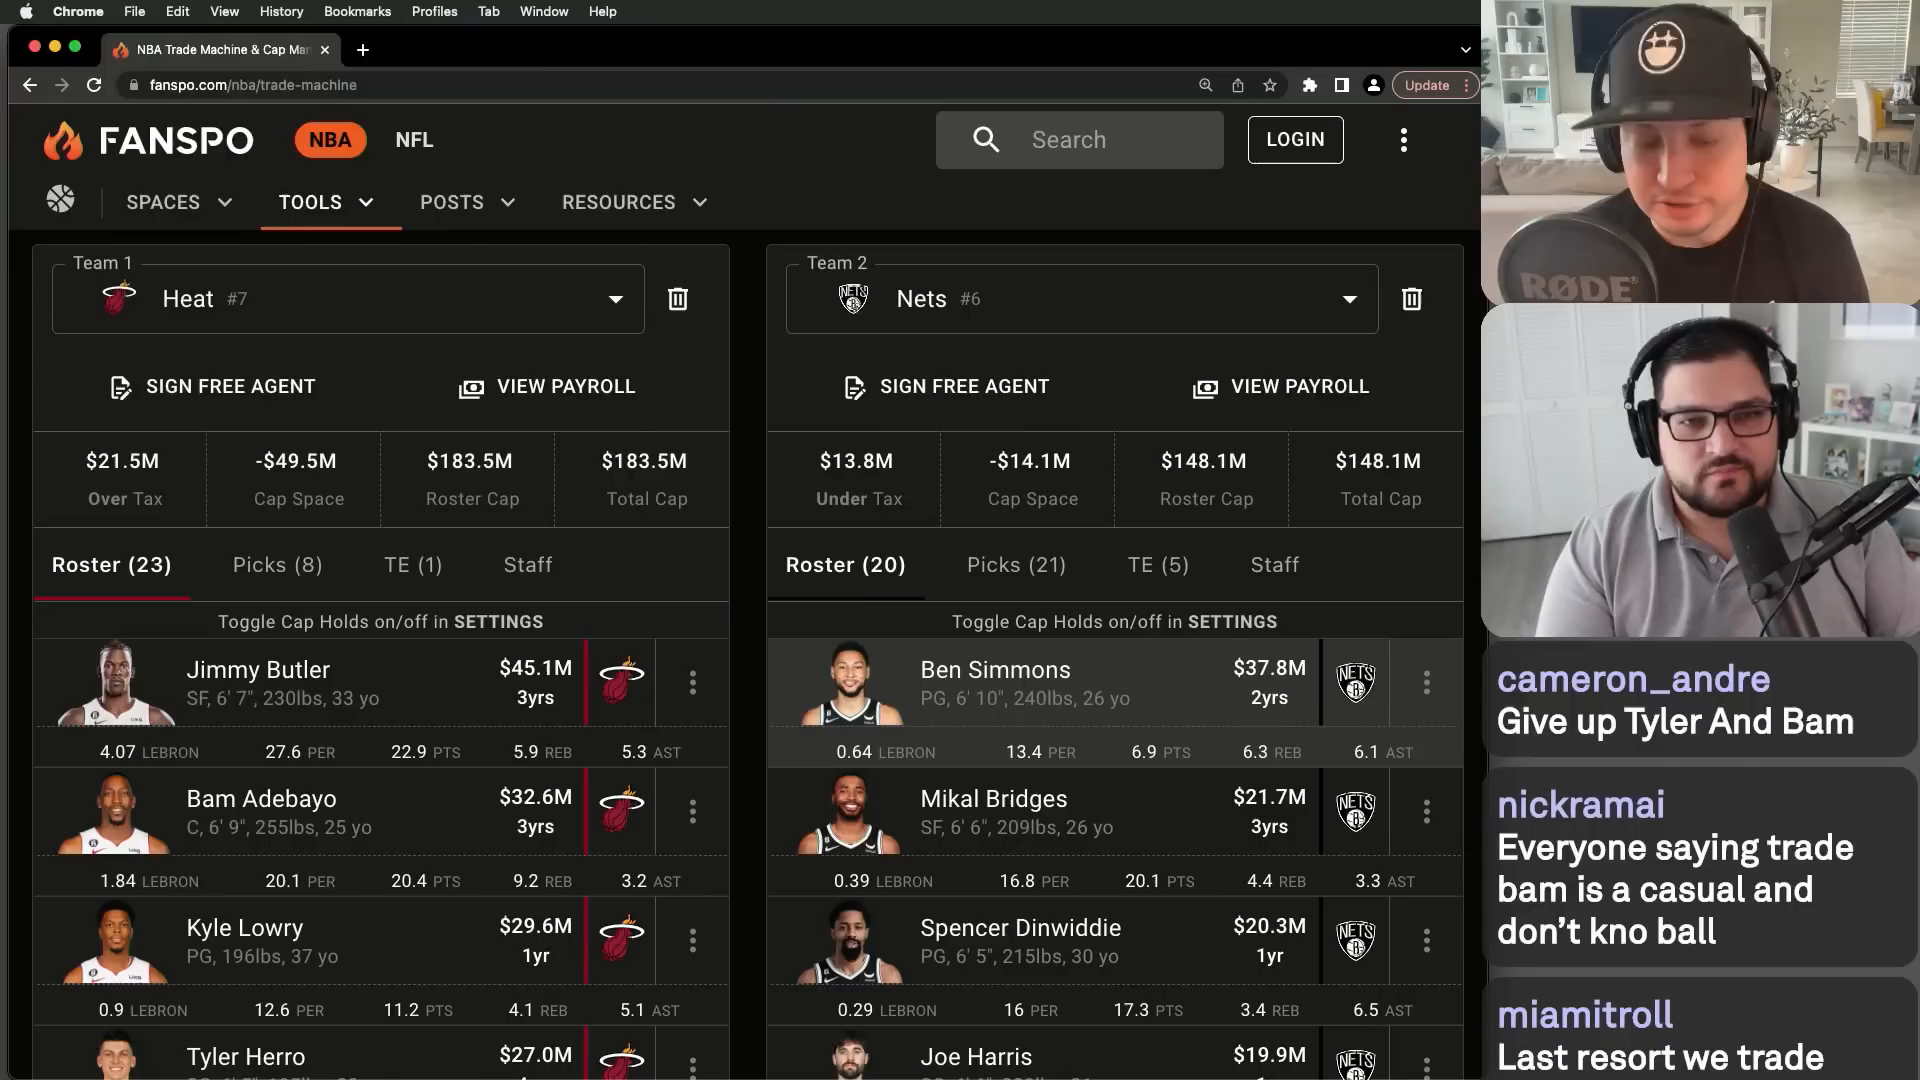 Chrome File Edit View History Bookmarks Profiles Tab Window Help
NBA Trade Machine & Cap Man
fanspo.com/nba/trade-machine
Update
FANSPO NBA NFL Search LOGIN
SPACES TOOLS POSTS RESOURCES
Team 1
Heat #7
SIGN FREE AGENT VIEW PAYROLL
$21.5M -$49.5M $183.5M $183.5M
Over Tax Cap Space Roster Cap Total Cap
Roster (23) Picks (8) TE (1) Staff
Toggle Cap Holds on/off in SETTINGS
Jimmy Butler $45.1M
SF, 6' 7", 230lbs, 33 yo 3yrs
4.07 LEBRON 27.6 PER 22.9 PTS 5.9 REB 5.3 AST
Bam Adebayo $32.6M
C, 6' 9", 255lbs, 25 yo 3yrs
1.84 LEBRON 20.1 PER 20.4 PTS 9.2 REB 3.2 AST
Kyle Lowry $29.6M
PG, 196lbs, 37 yo 1yr
0.9 LEBRON 12.6 PER 11.2 PTS 4.1 REB 5.1 AST
Tyler Herro $27.0M
Team 2
NETS
Nets #6
SIGN FREE AGENT VIEW PAYROLL
$13.8M -$14.1M $148.1M $148.1M
Under Tax Cap Space Roster Cap Total Cap
Roster (20) Picks (21) TE (5) Staff
Toggle Cap Holds on/off in SETTINGS
Ben Simmons $37.8M NETS
PG, 6' 10", 240lbs, 26 yo 2yrs
0.64 LEBRON 13.4 PER 6.9 PTS 6.3 REB 6.1 AST
Mikal Bridges $21.7M NETS
SF, 6' 6", 209lbs, 26 yo 3yrs
0.39 LEBRON 16.8 PER 20.1 PTS 4.4 REB 3.3 AST
Spencer Dinwiddie $20.3M NETS
PG, 6' 5", 215lbs, 30 yo 1yr
0.29 LEBRON 16 PER 17.3 PTS 3.4 REB 6.5 AST
Joe Harris $19.9M NETS
RØDE
cameron_andre
Give up Tyler And Bam
nickramai
Everyone saying trade
bam is a casual and
don't kno ball
miamitroll
Last resort we trade